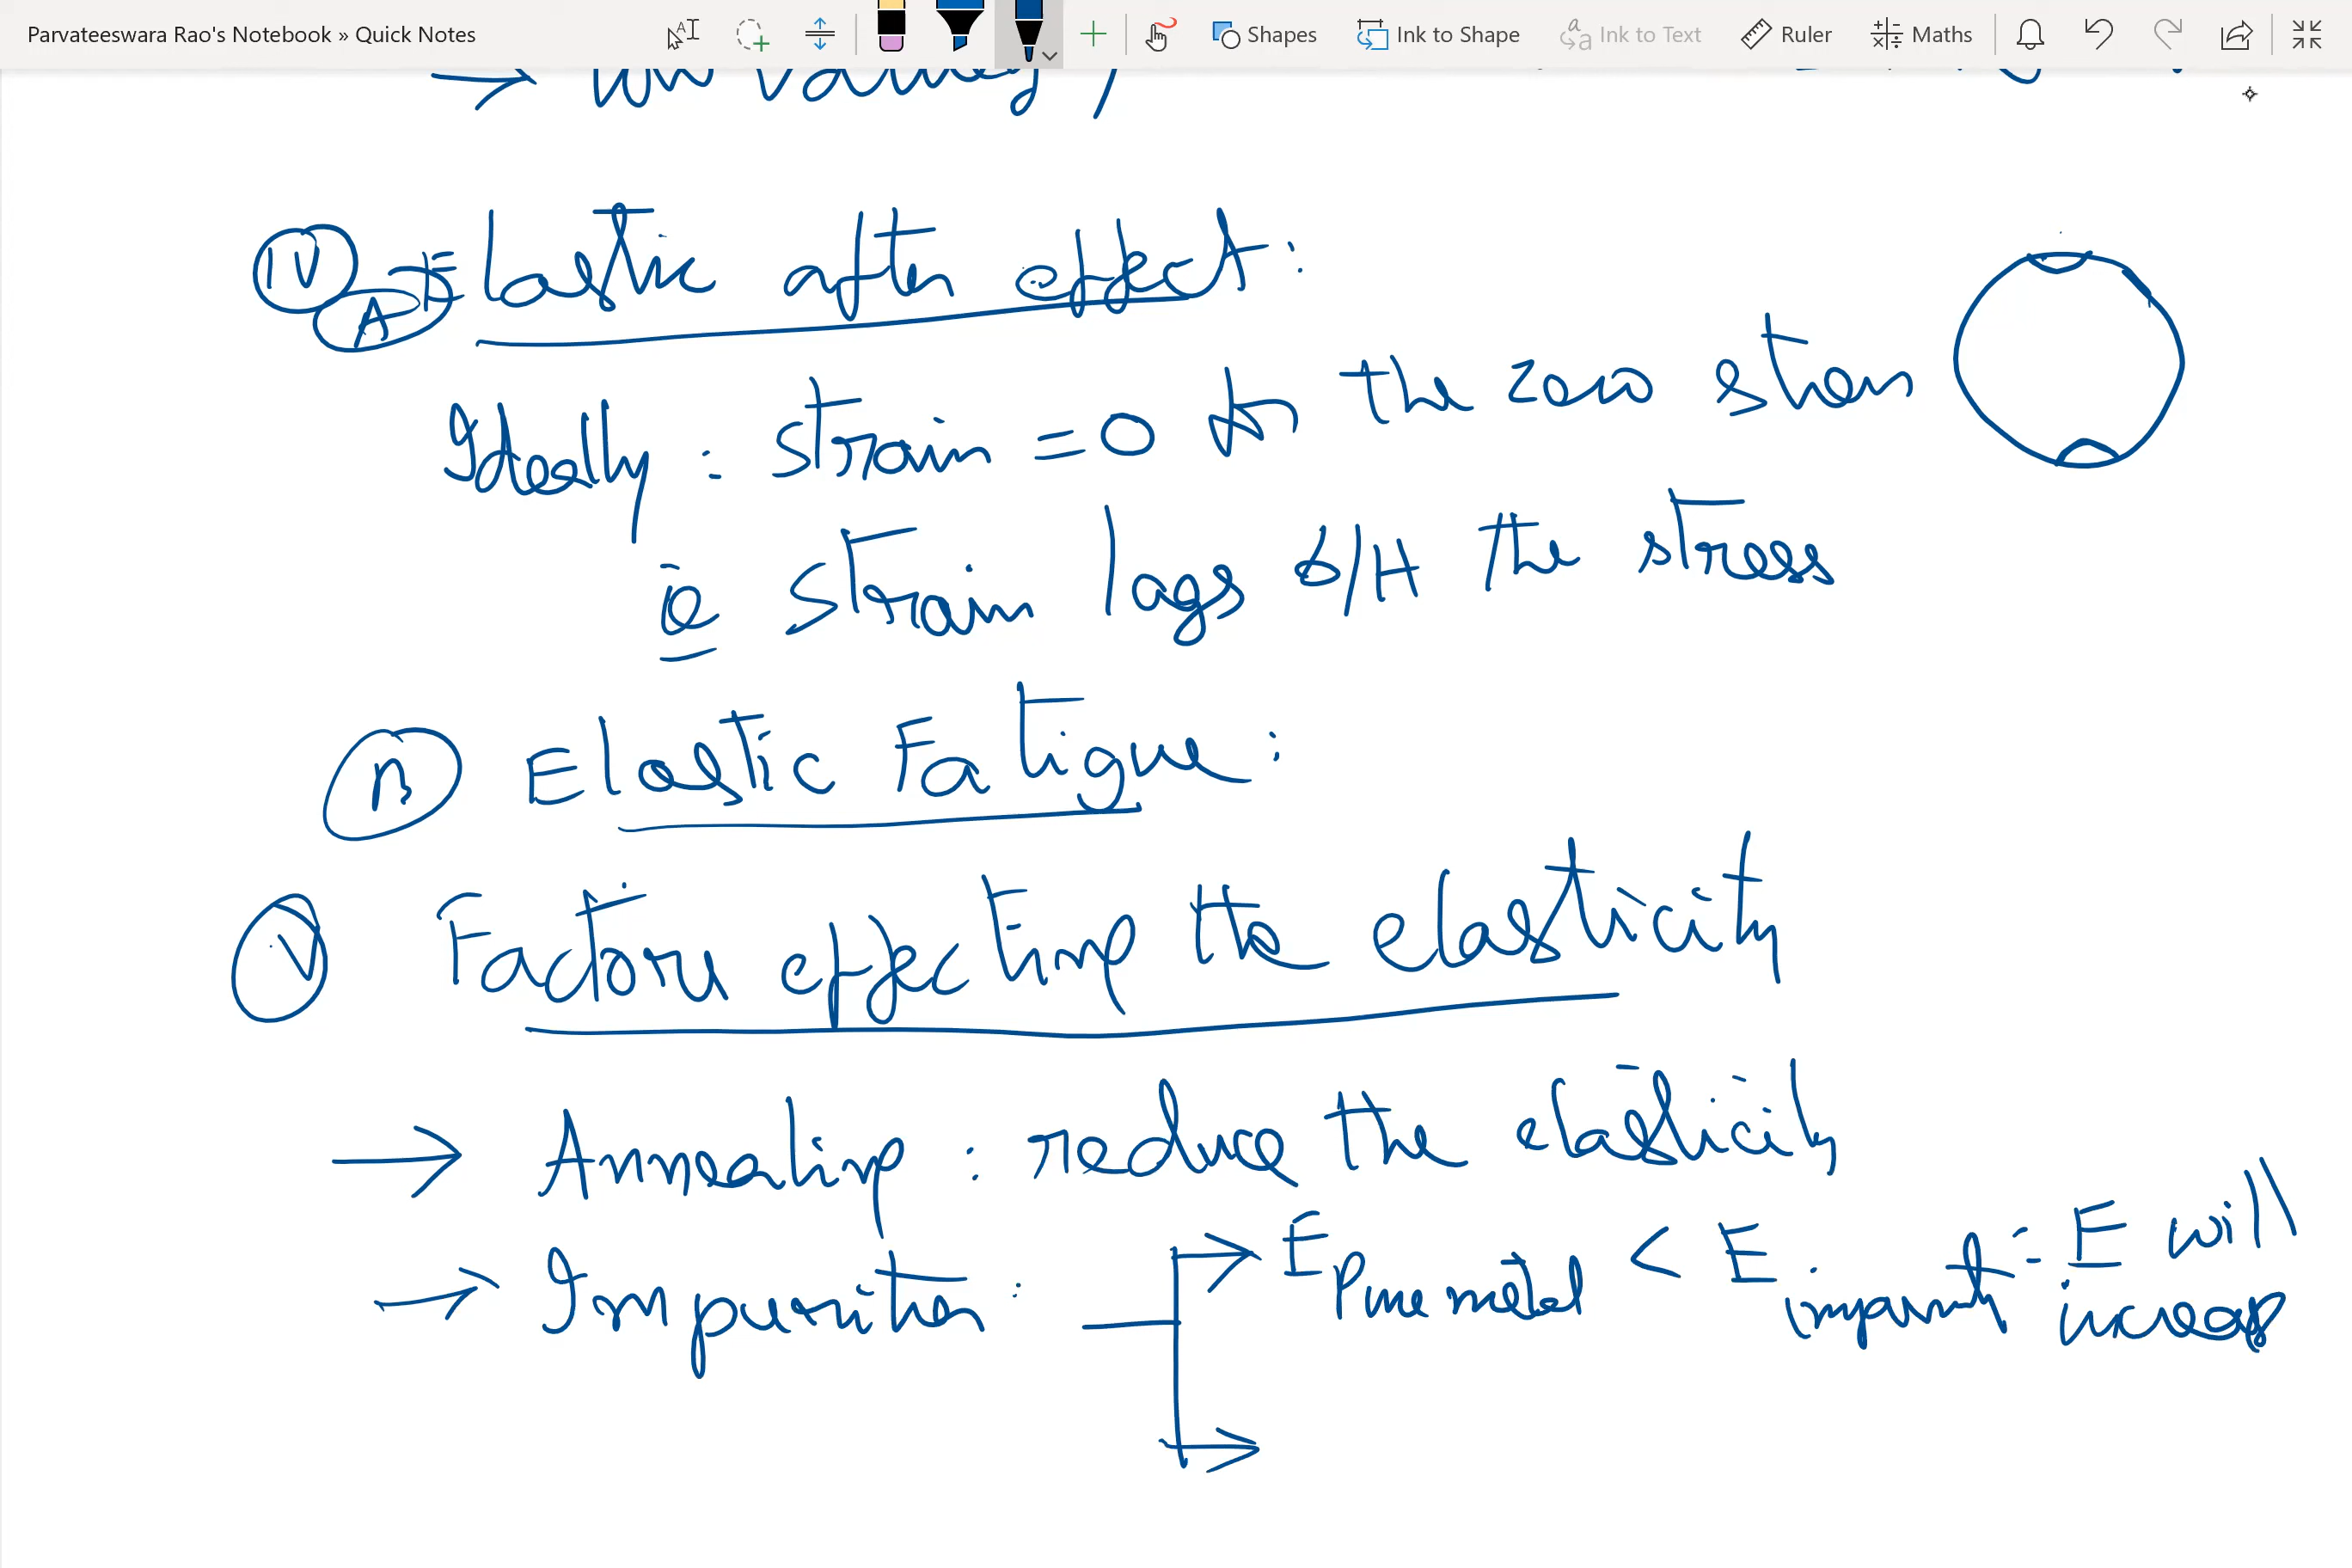 Parvateeswara Rao's Notebook » Quick Notes
Shapes Ink to Shape Ink to Text Ruler Maths
values,
IV A Elastic after effect:
Ideally: strain = 0 for the zero stress
ie strain lags the stress
B Elastic Fatigue:
V Factors effecting the elasticity
→ Annealing: reduce the elasticity
→ Impurities: → E pure metal < E impurity : E will increase